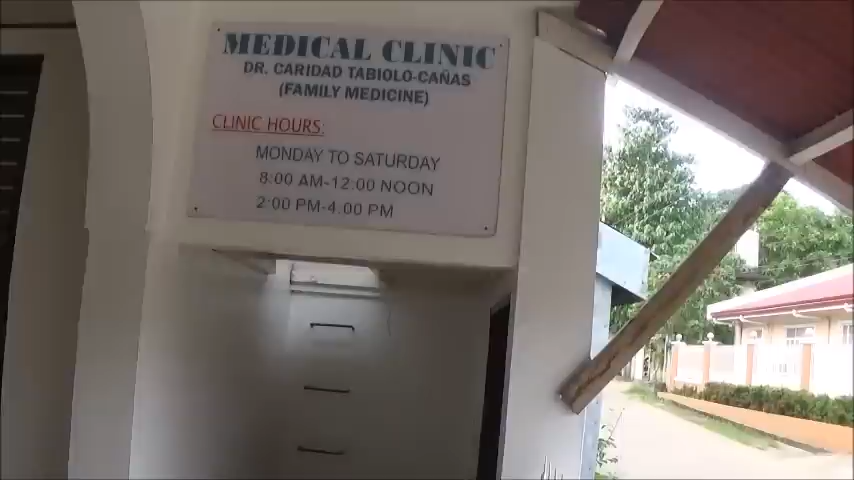 MEDICAL CLINIC
DR. CARIDAD TABIOLO-CAÑAS
(FAMILY MEDICINE)
CLINIC HOURS:
MONDAY TO SATURDAY
8:00 AM-12:00 NOON
2:00 PM-4.00 PM